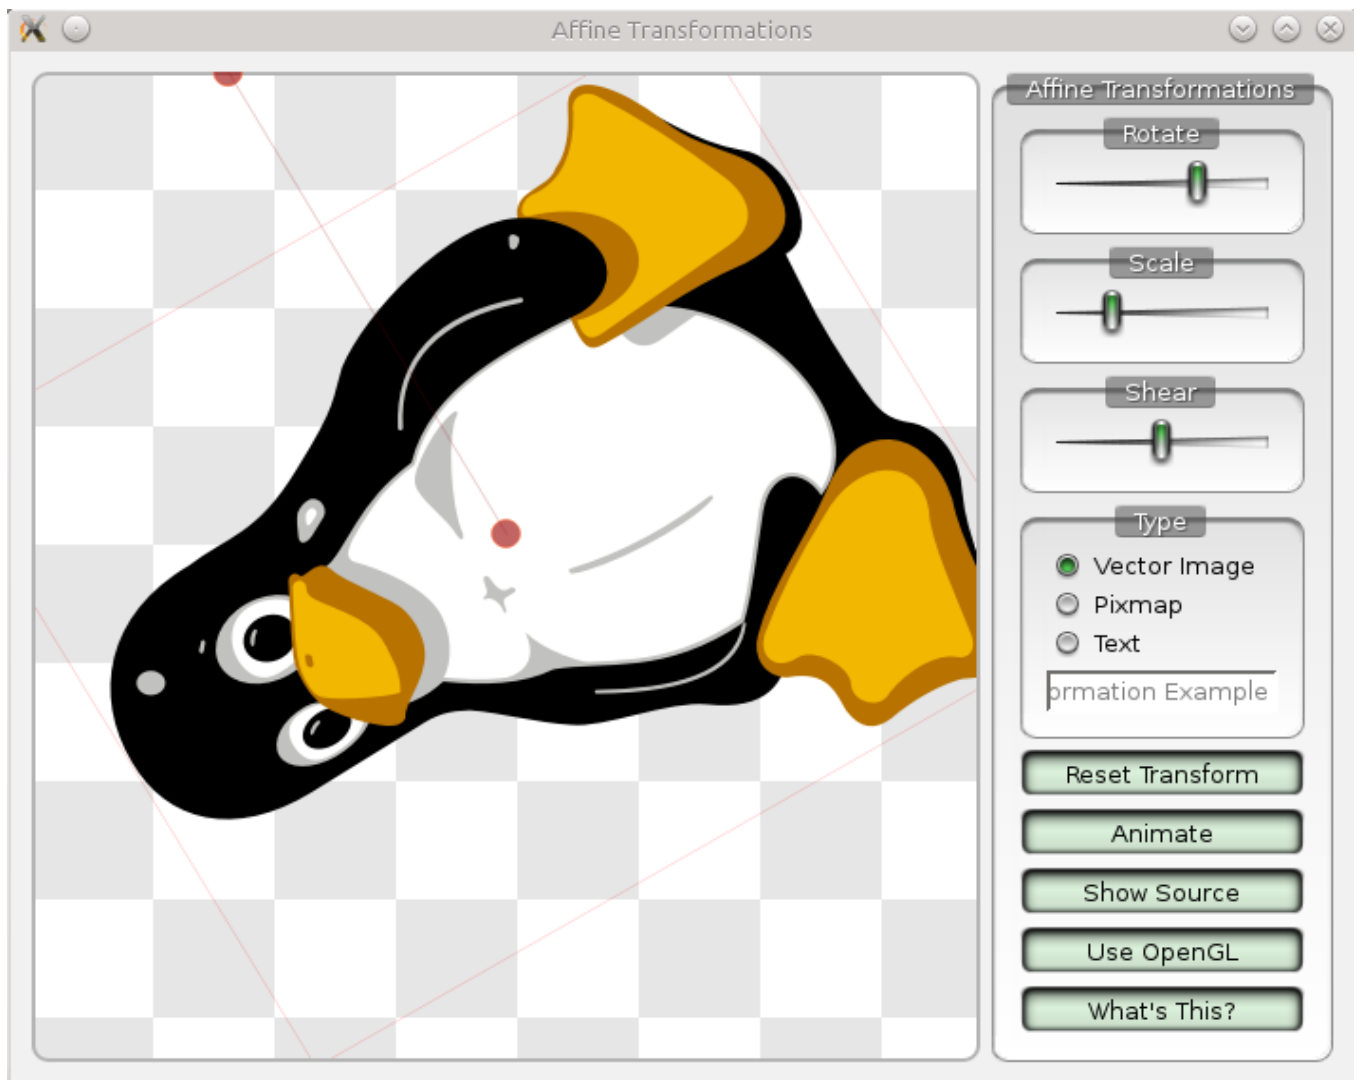 Affine Transformations
Affine Transformations
Rotate
Scale
Shear
Type
Vector Image
Pixmap
Text
ormation Example
Reset Transform
Animate
Show Source
Use OpenGL
What's This?